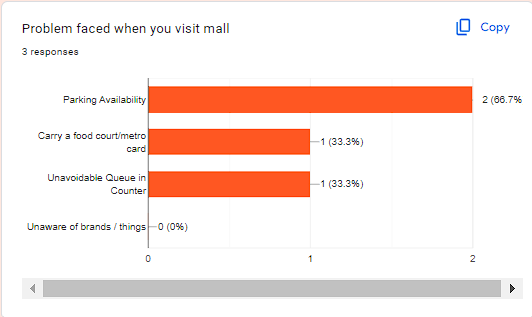 Problem faced when you visit mall
Copy
3 responses
Parking Availability
2 (66.7%
Carry a food court/metro
card
1 (33.3%)
Unavoidable Queue in
Counter
1 (33.3%)
Unaware of brands / things
0 (0%)
0
1
2